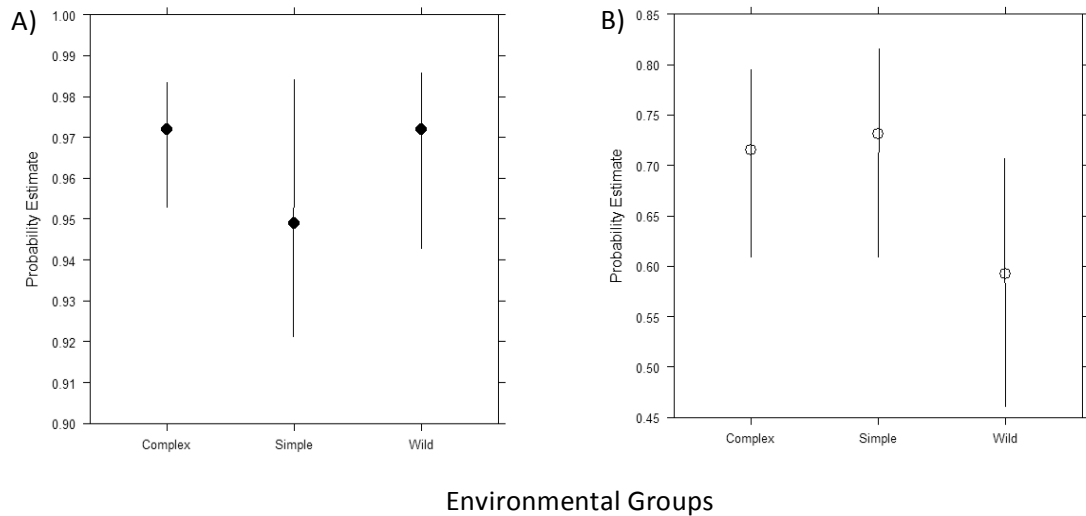 A)
Probability Estimate
1.00
0.99
0.98
0.97
0.96
0.95
0.94
0.93
0.92
0.91
0.90
Complex Simple Wild
B)
Probability Estimate
0.85
0.80
0.75
0.70
0.65
0.60
0.55
0.50
0.45
Complex Simple Wild
Environmental Groups